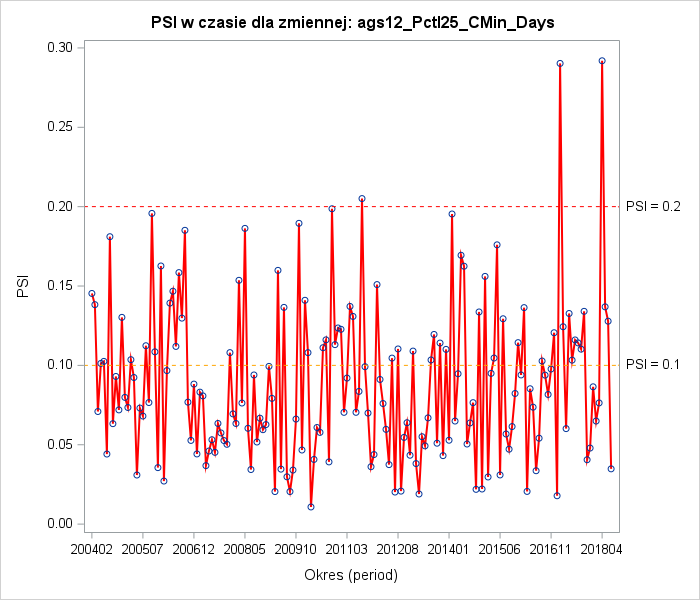 PSI w czasie dla zmiennej: ags12_Pctl25_CMin_Days
0.30
0.25
0.20
0.15
0.10
0.05
0.00
PSI
PSI = 0.2
PSI = 0.1
200402 200507 200612 200805 200910 201103 201208 201401 201506 201611 201804
Okres (period)